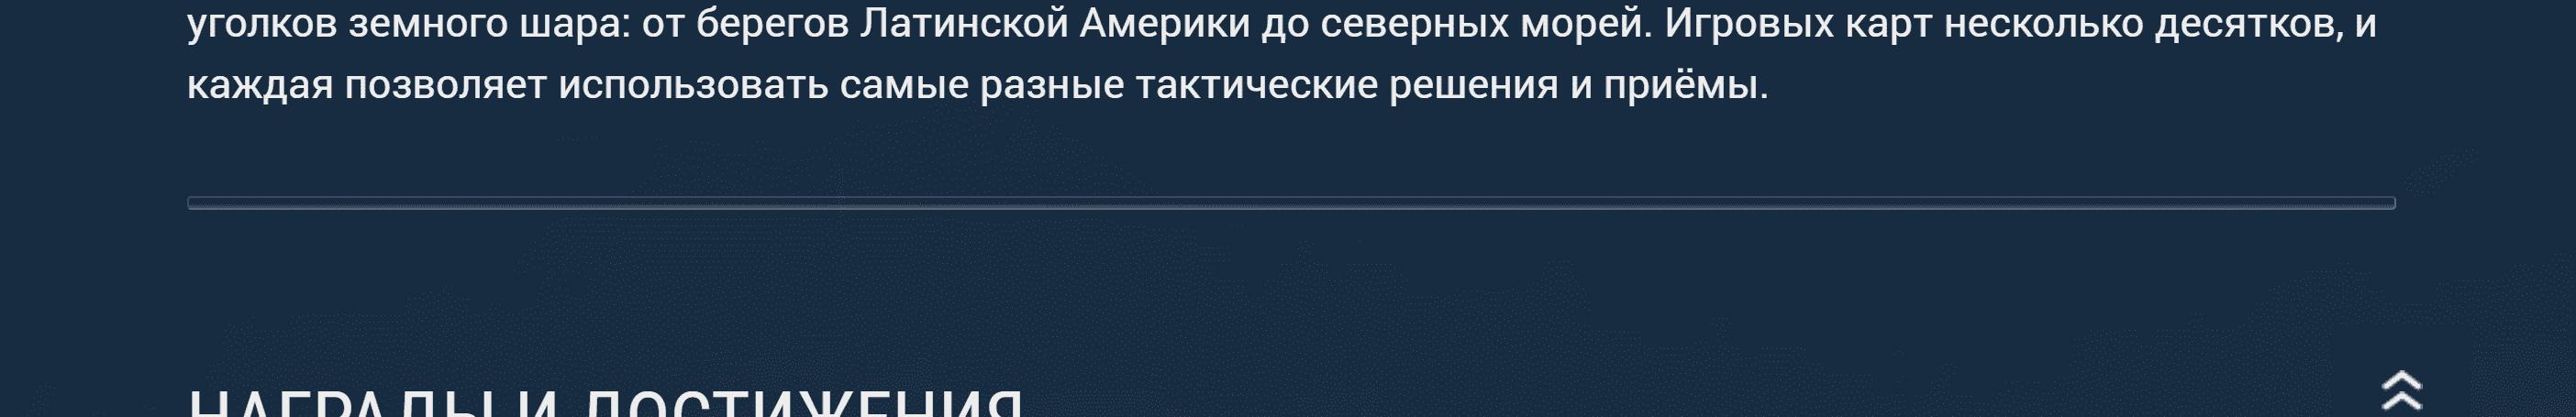 уголков земного шара: от берегов Латинской Америки до северных морей. Игровых карт несколько десятков, и
каждая позволяет использовать самые разные тактические решения и приёмы.
НАГРАДЫ И ДОСТИЖЕНИЯ